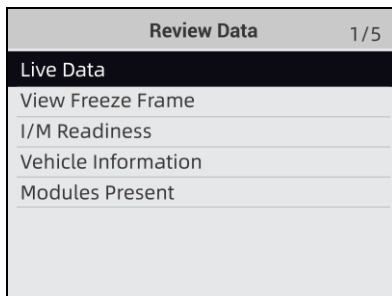 Review Data 1/5
Live Data
View Freeze Frame
I/M Readiness
Vehicle Information
Modules Present